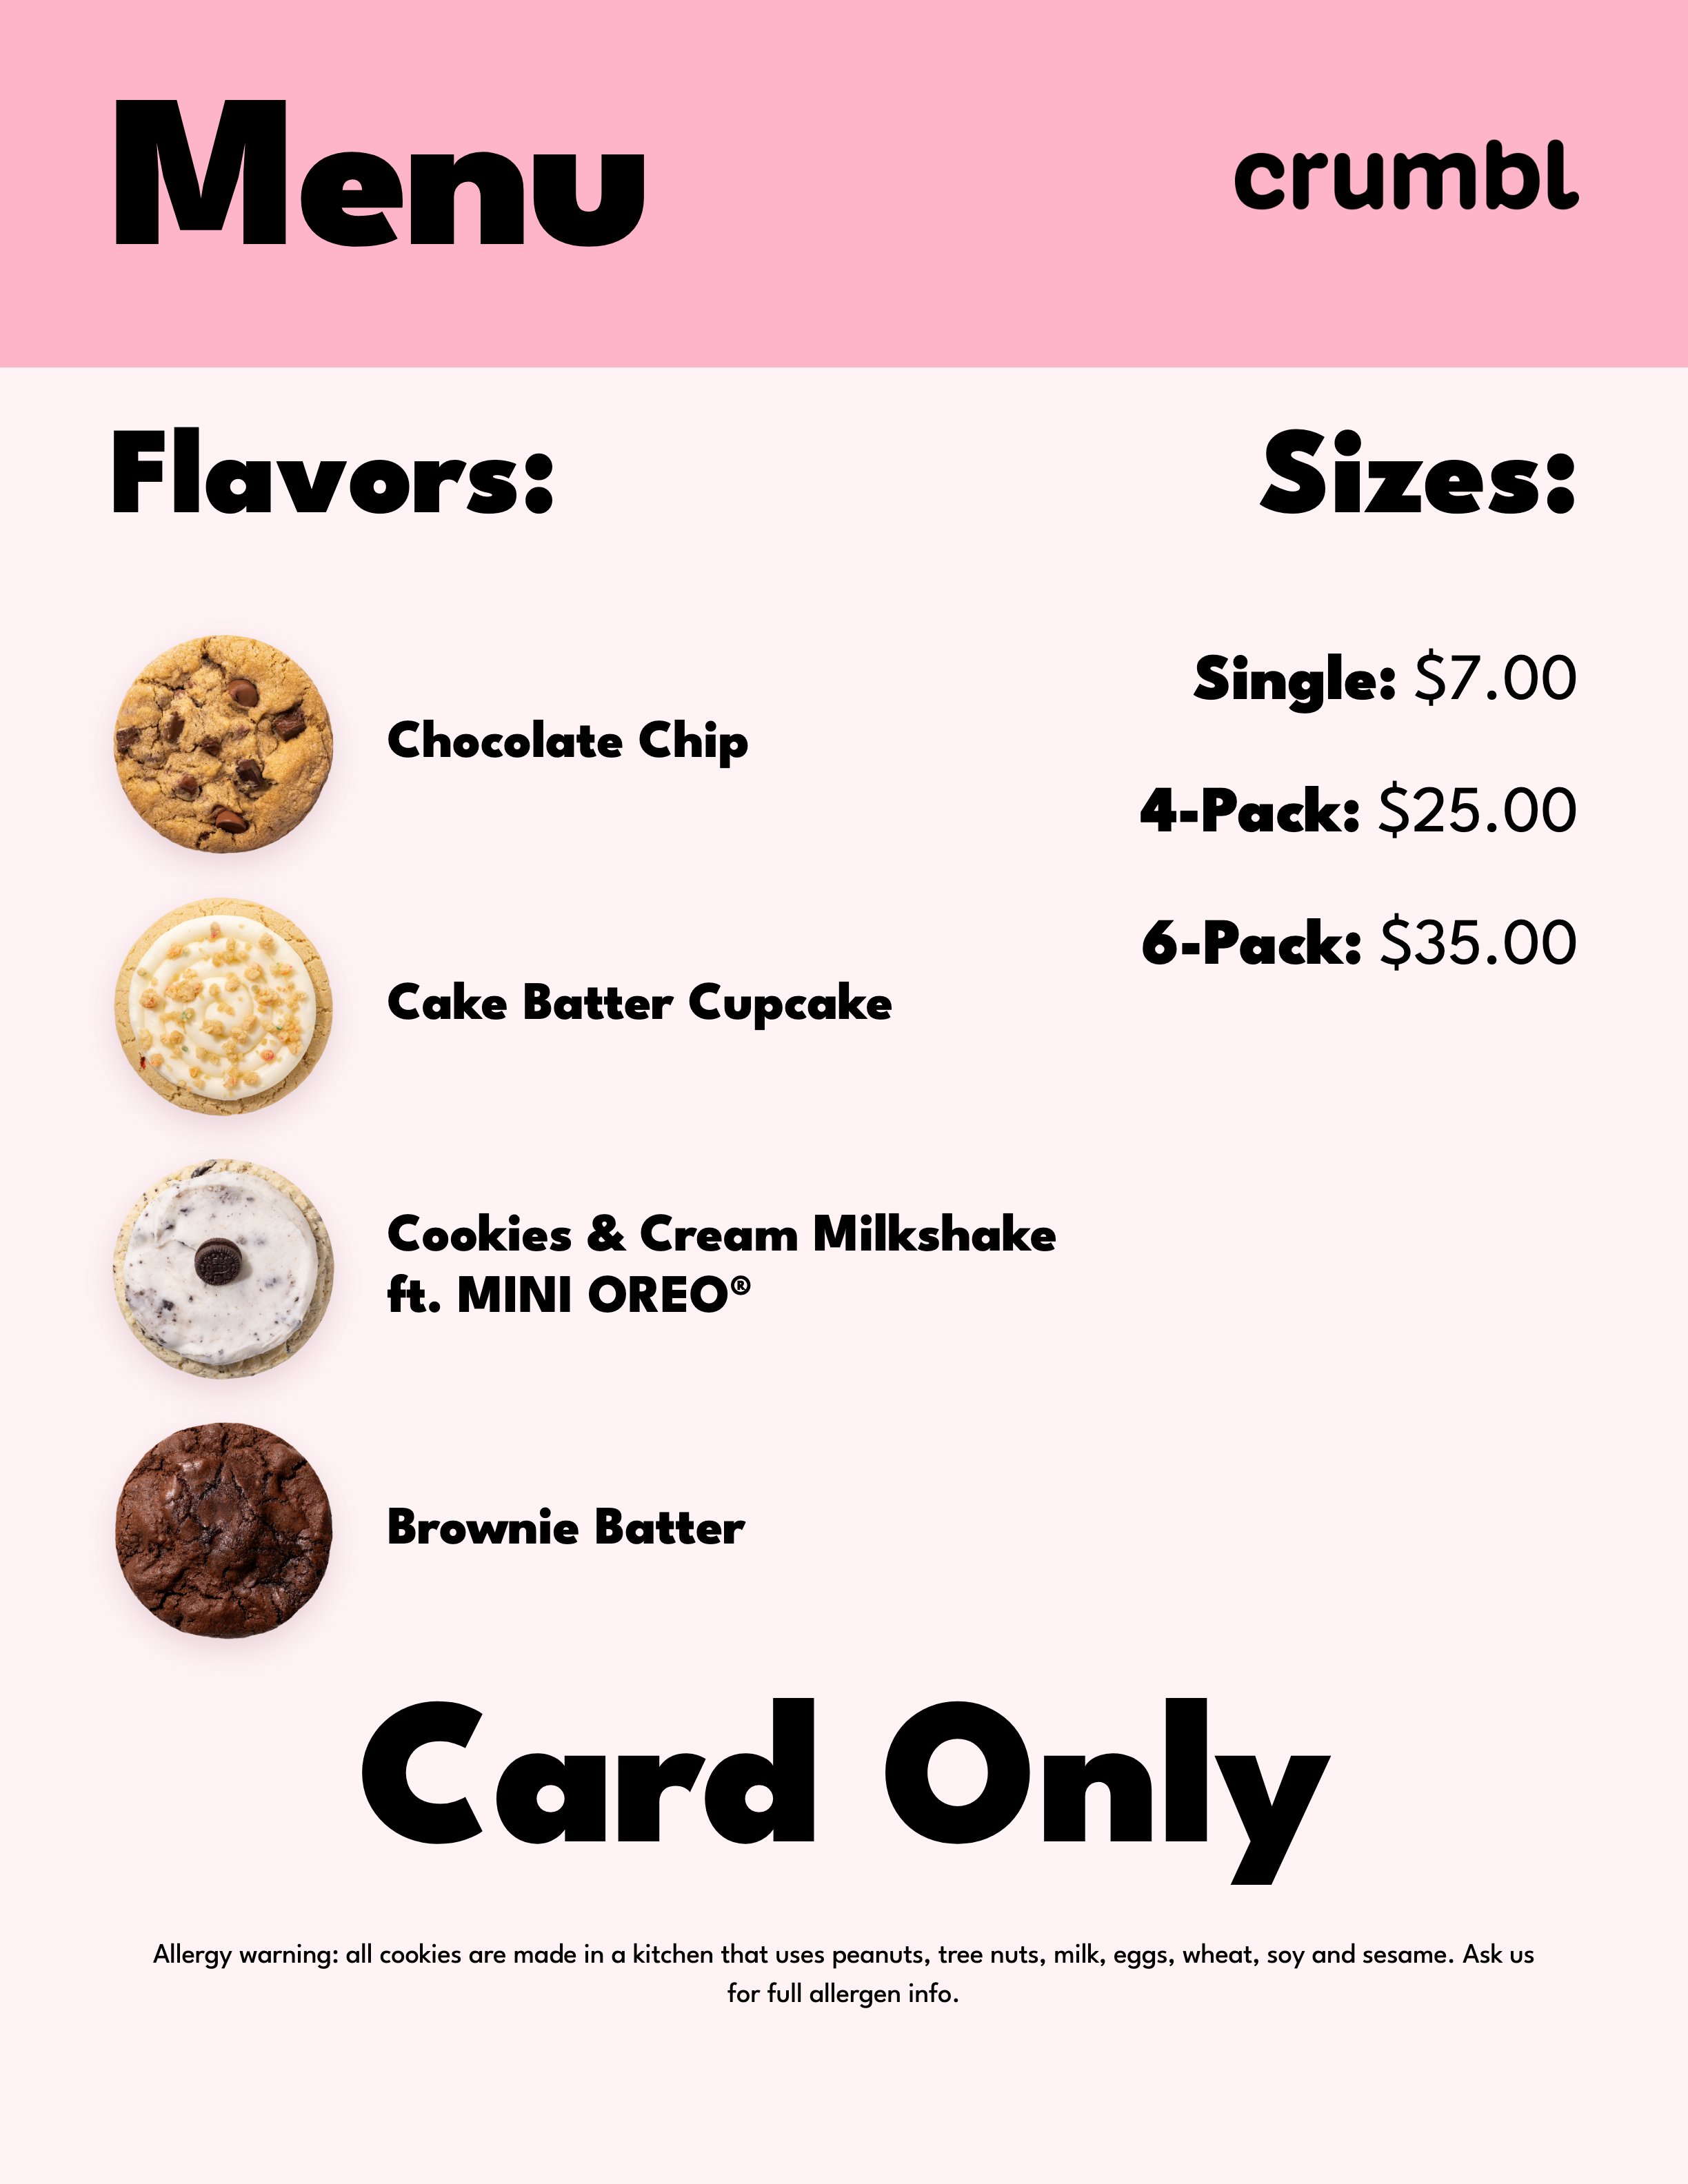 Menu
crumbl
Flavors:
Sizes:
Chocolate Chip
Single: $7.00
4-Pack: $25.00
6-Pack: $35.00
Cake Batter Cupcake
Cookies & Cream Milkshake
ft. MINI OREO®
Brownie Batter
Card Only
Allergy warning: all cookies are made in a kitchen that uses peanuts, tree nuts, milk, eggs, wheat, soy and sesame. Ask us
for full allergen info.